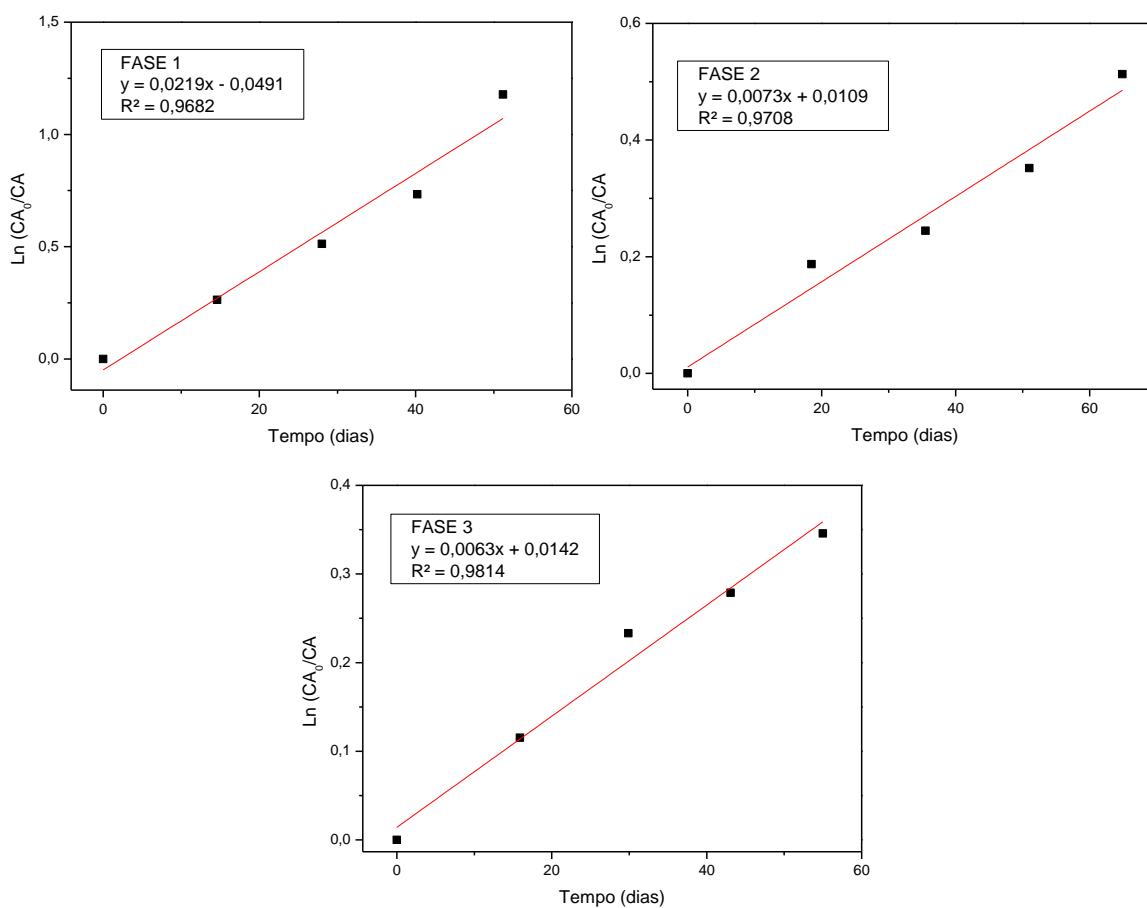 FASE 1
y = 0,0219x - 0,0491
R² = 0,9682
Ln (CA₀/CA
1,5
1,0
0,5
0,0
0
20
40
60
Tempo (dias)
FASE 2
y = 0,0073x + 0,0109
R² = 0,9708
Ln (CA₀/CA
0,6
0,4
0,2
0,0
0
20
40
60
Tempo (dias)
FASE 3
y = 0,0063x + 0,0142
R² = 0,9814
Ln (CA₀/CA
0,4
0,3
0,2
0,1
0,0
0
20
40
60
Tempo (dias)